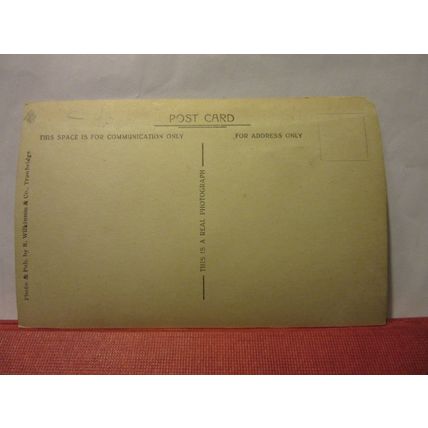 POST CARD
THIS SPACE IS FOR COMMUNICATION ONLY
FOR ADDRESS ONLY
THIS IS A REAL PHOTOGRAPH
Photo & Pub. by R. Wilkinson & Co. Trowbridge.